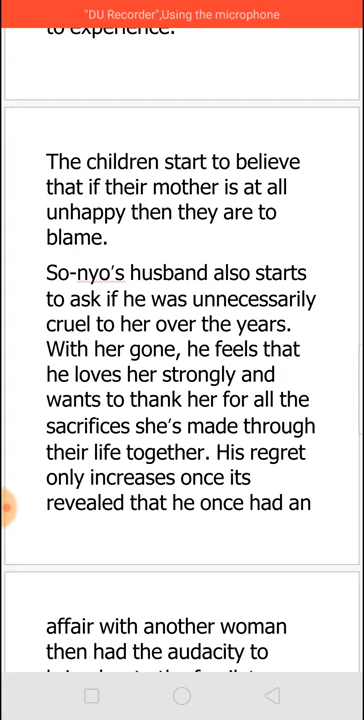 "DU Recorder",Using the microphone
to experience.
The children start to believe
that if their mother is at all
unhappy then they are to
blame.
So-nyo's husband also starts
to ask if he was unnecessarily
cruel to her over the years.
With her gone, he feels that
he loves her strongly and
wants to thank her for all the
sacrifices she's made through
their life together. His regret
only increases once its
revealed that he once had an
affair with another woman
then had the audacity to